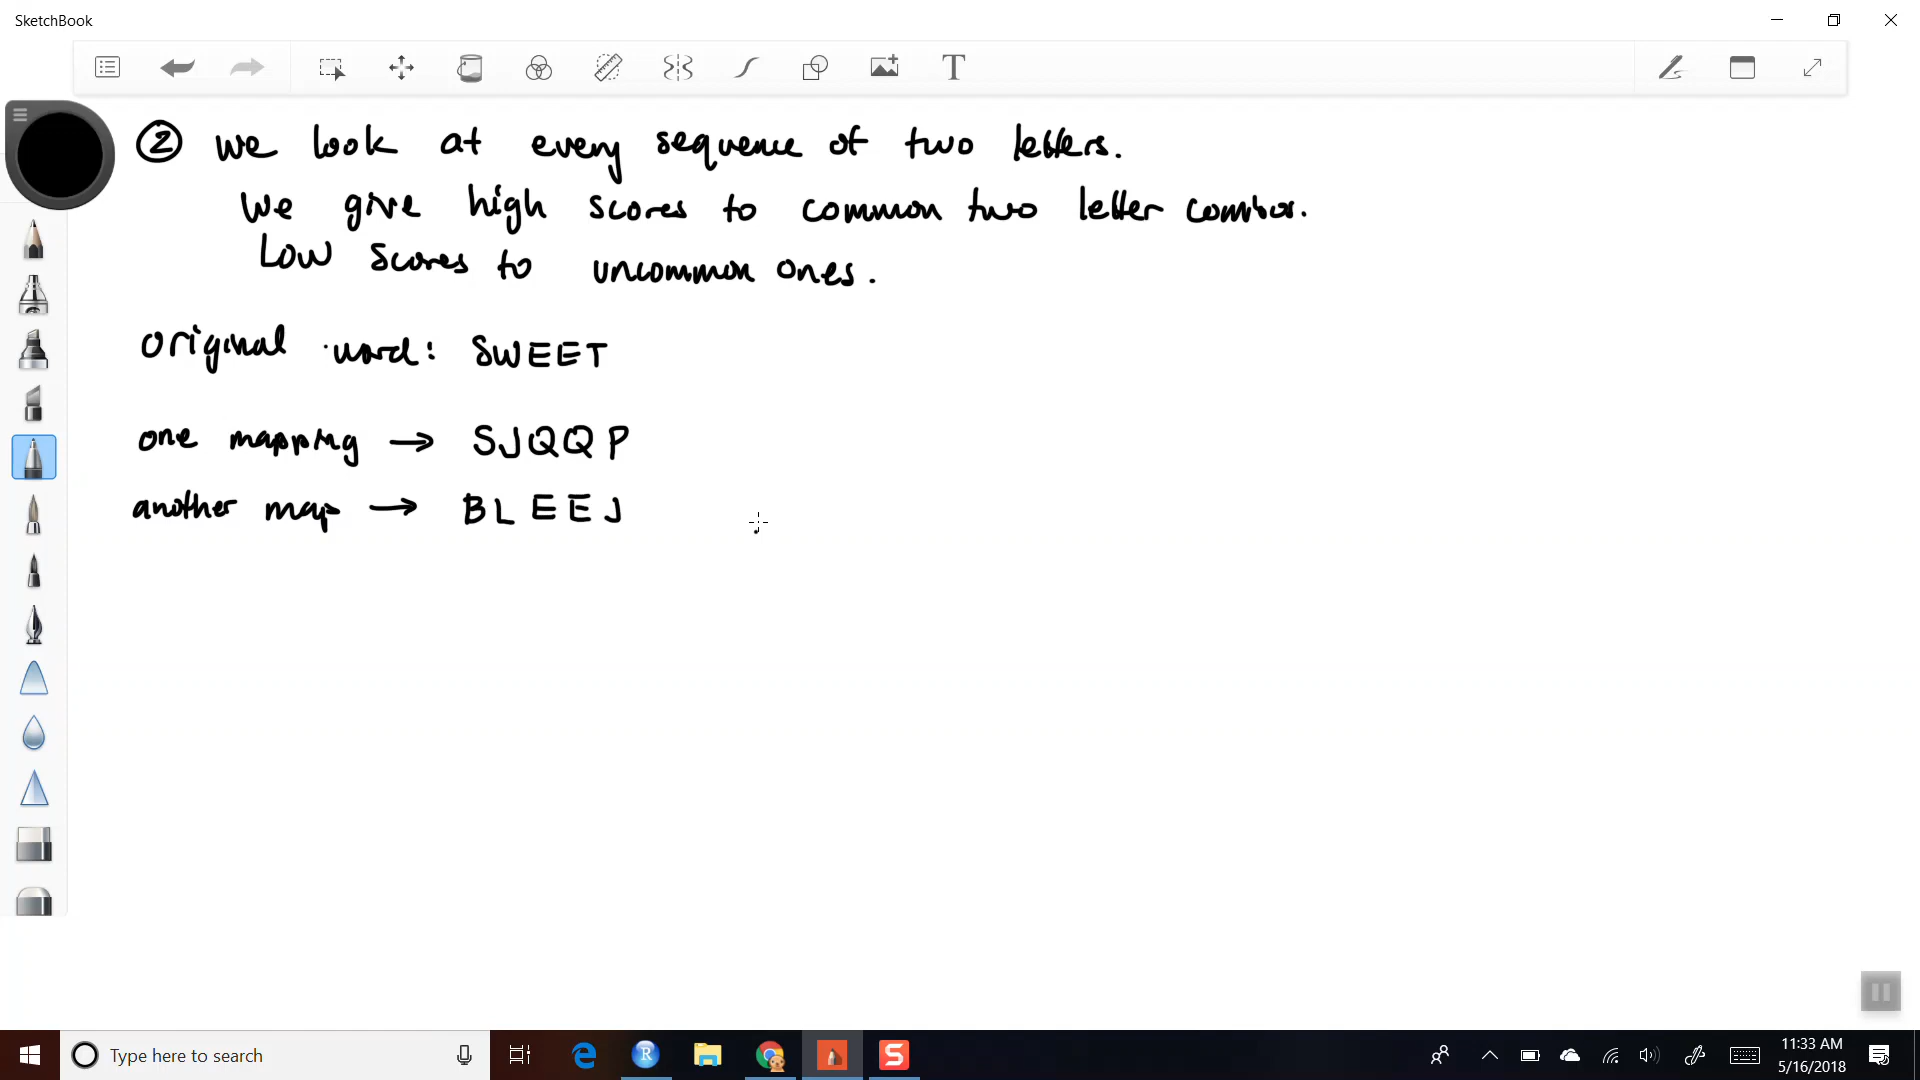 SketchBook
T
② We look at every sequence of two letters.
We give high scores to common two letter combos.
Low scores to uncommon ones.
original word: SWEET
one mapping → SJQQP
another map → BLEEJ
Type here to search
11:33 AM
5/16/2018